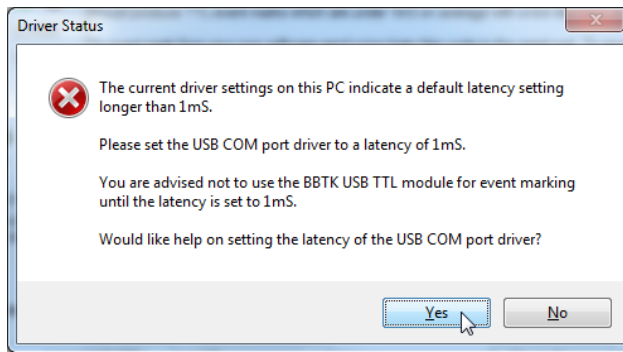 Driver Status
The current driver settings on this PC indicate a default latency setting
longer than 1mS.
Please set the USB COM port driver to a latency of 1mS.
You are advised not to use the BBTK USB TTL module for event marking
until the latency is set to 1mS.
Would like help on setting the latency of the USB COM port driver?
Yes
No